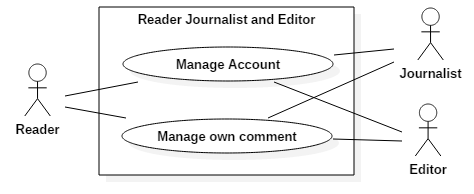 Reader Journalist and Editor
Manage Account
Journalist
Reader
Manage own comment
Editor